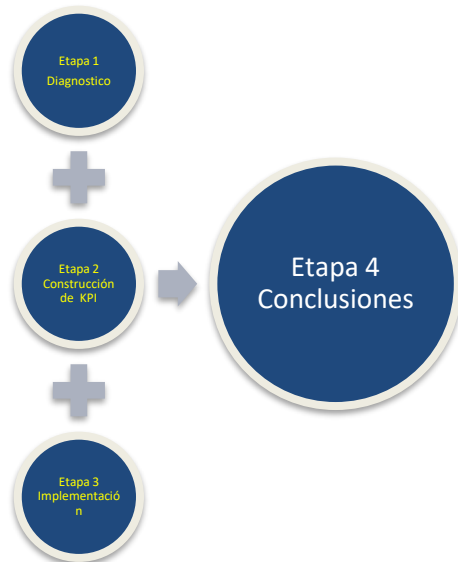 Etapa 1
Diagnostico
Etapa 2
Construcción
de KPI
Etapa 3
Implementació
n
Etapa 4
Conclusiones